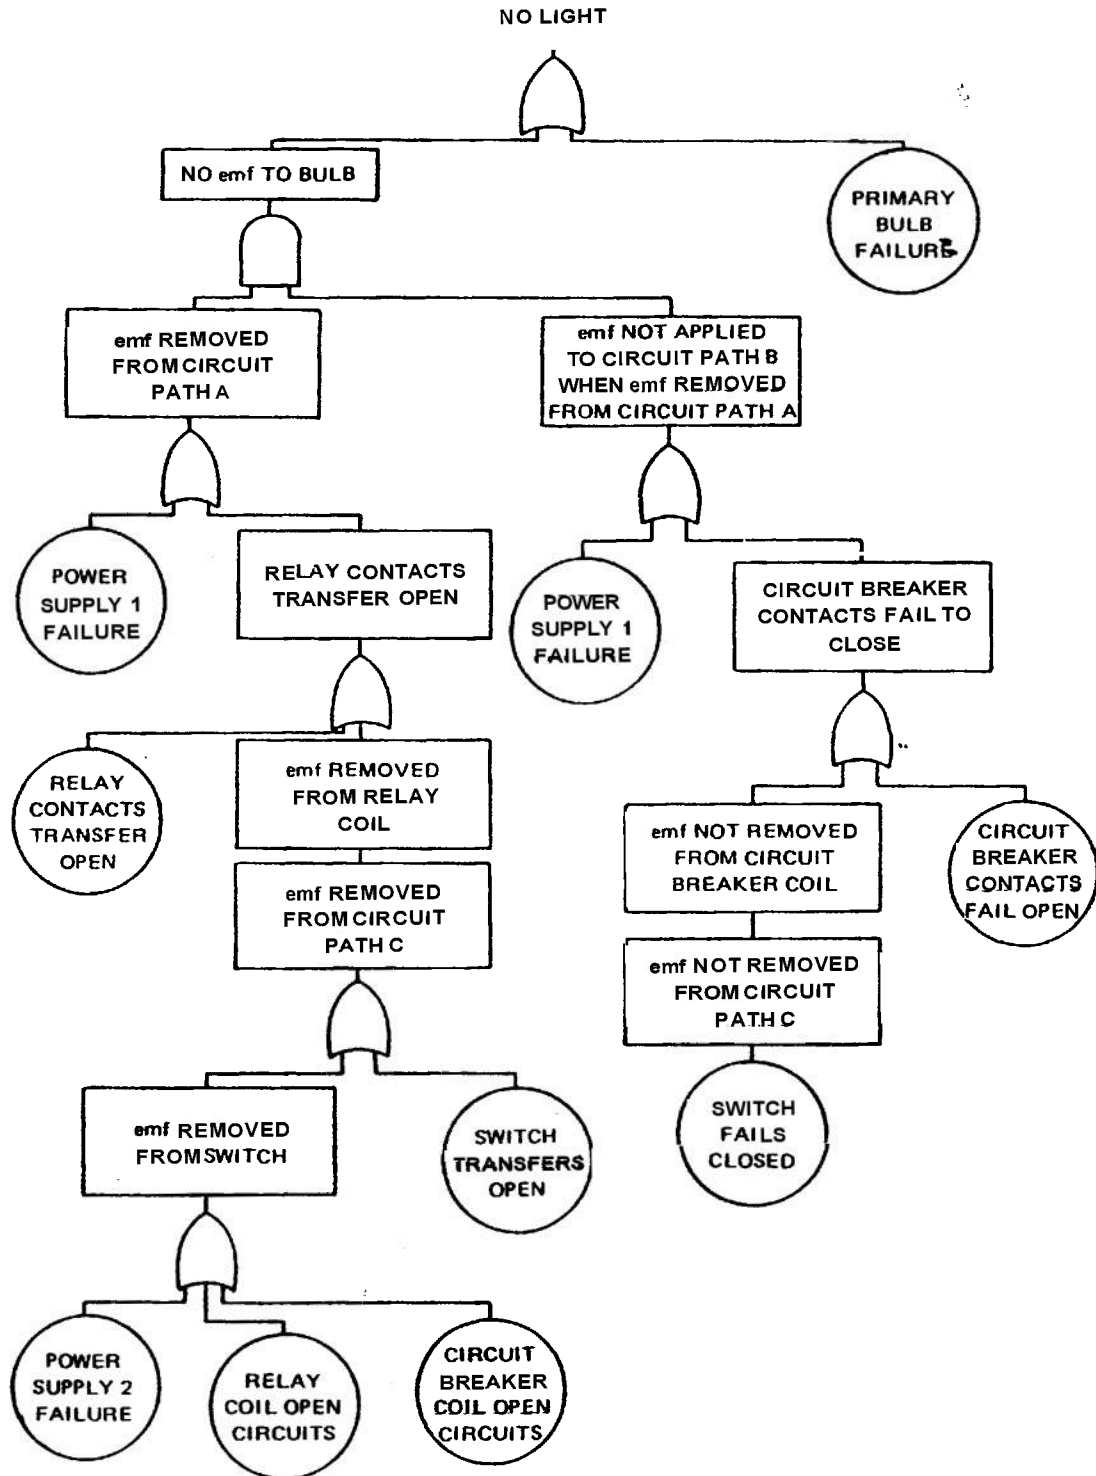 NO LIGHT
NO emf TO BULB
PRIMARY
BULB
FAILURE
emf REMOVED
FROM CIRCUIT
PATH A
emf NOT APPLIED
TO CIRCUIT PATH B
WHEN emf REMOVED
FROM CIRCUIT PATH A
POWER
SUPPLY 1
FAILURE
RELAY CONTACTS
TRANSFER OPEN
POWER
SUPPLY 1
FAILURE
CIRCUIT BREAKER
CONTACTS FAIL TO
CLOSE
RELAY
CONTACTS
TRANSFER
OPEN
emf REMOVED
FROM RELAY
COIL
emf NOT REMOVED
FROM CIRCUIT
BREAKER COIL
CIRCUIT
BREAKER
CONTACTS
FAIL OPEN
emf REMOVED
FROM CIRCUIT
PATH C
emf NOT REMOVED
FROM CIRCUIT
PATH C
emf REMOVED
FROM SWITCH
SWITCH
TRANSFERS
OPEN
SWITCH
FAILS
CLOSED
POWER
SUPPLY 2
FAILURE
RELAY
COIL OPEN
CIRCUITS
CIRCUIT
BREAKER
COIL OPEN
CIRCUITS